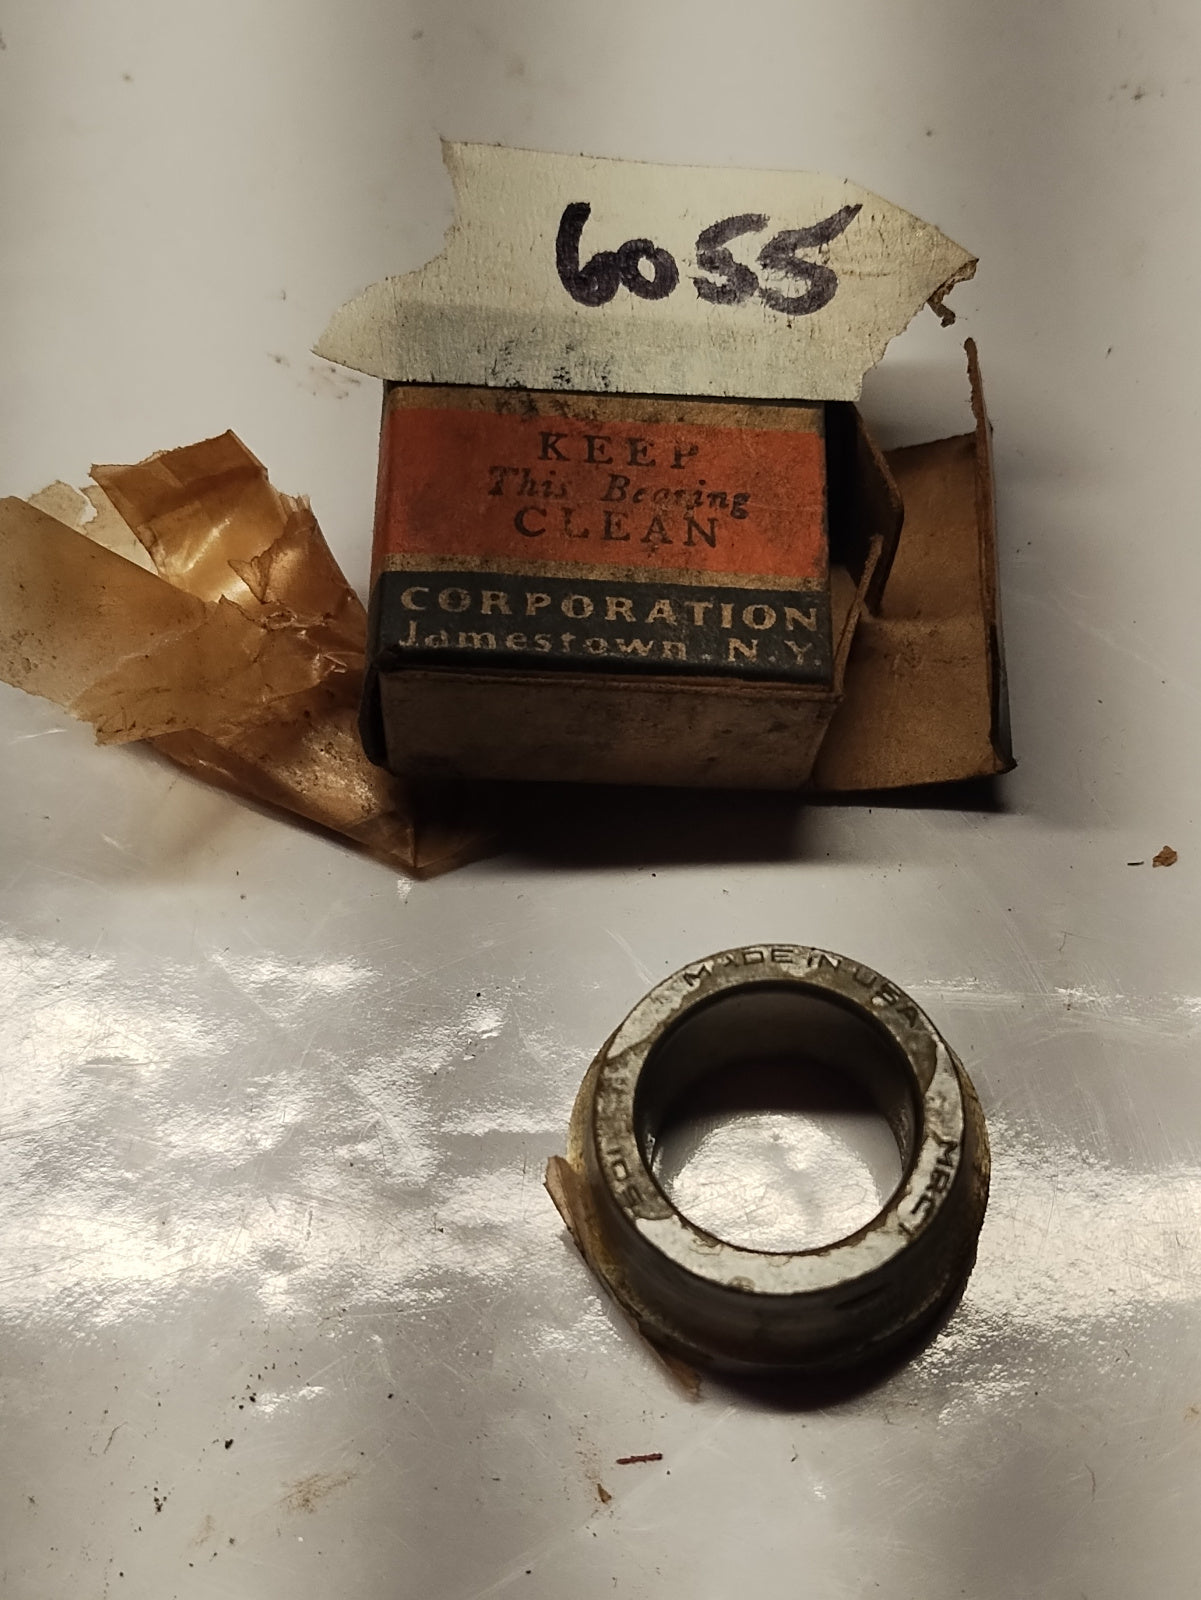 6055
KEEP
This Bearing
CLEAN
CORPORATION
Jamestown. N.Y.
MADE IN USA
MRC